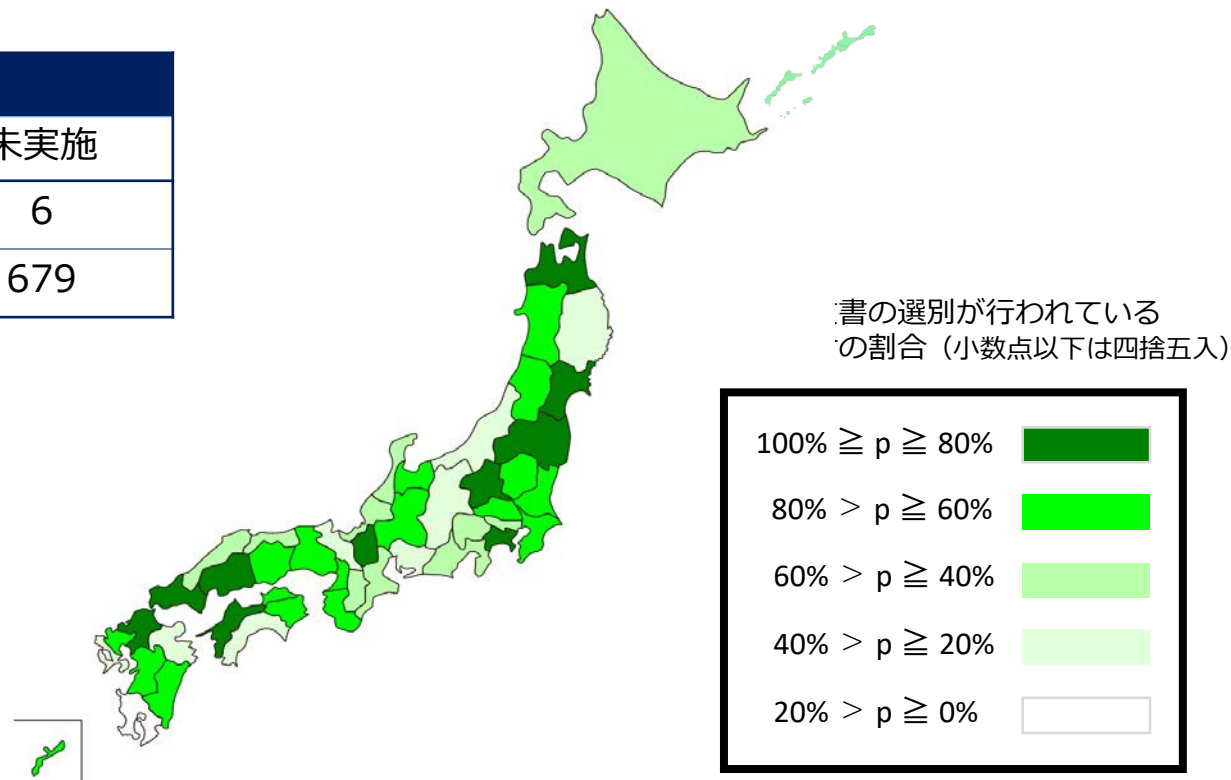 未実施
6
679
書の選別が行われている
の割合（小数点以下は四捨五入）
100% ≧ p ≧ 80%
80% > p ≧ 60%
60% > p ≧ 40%
40% > p ≧ 20%
20% > p ≧ 0%